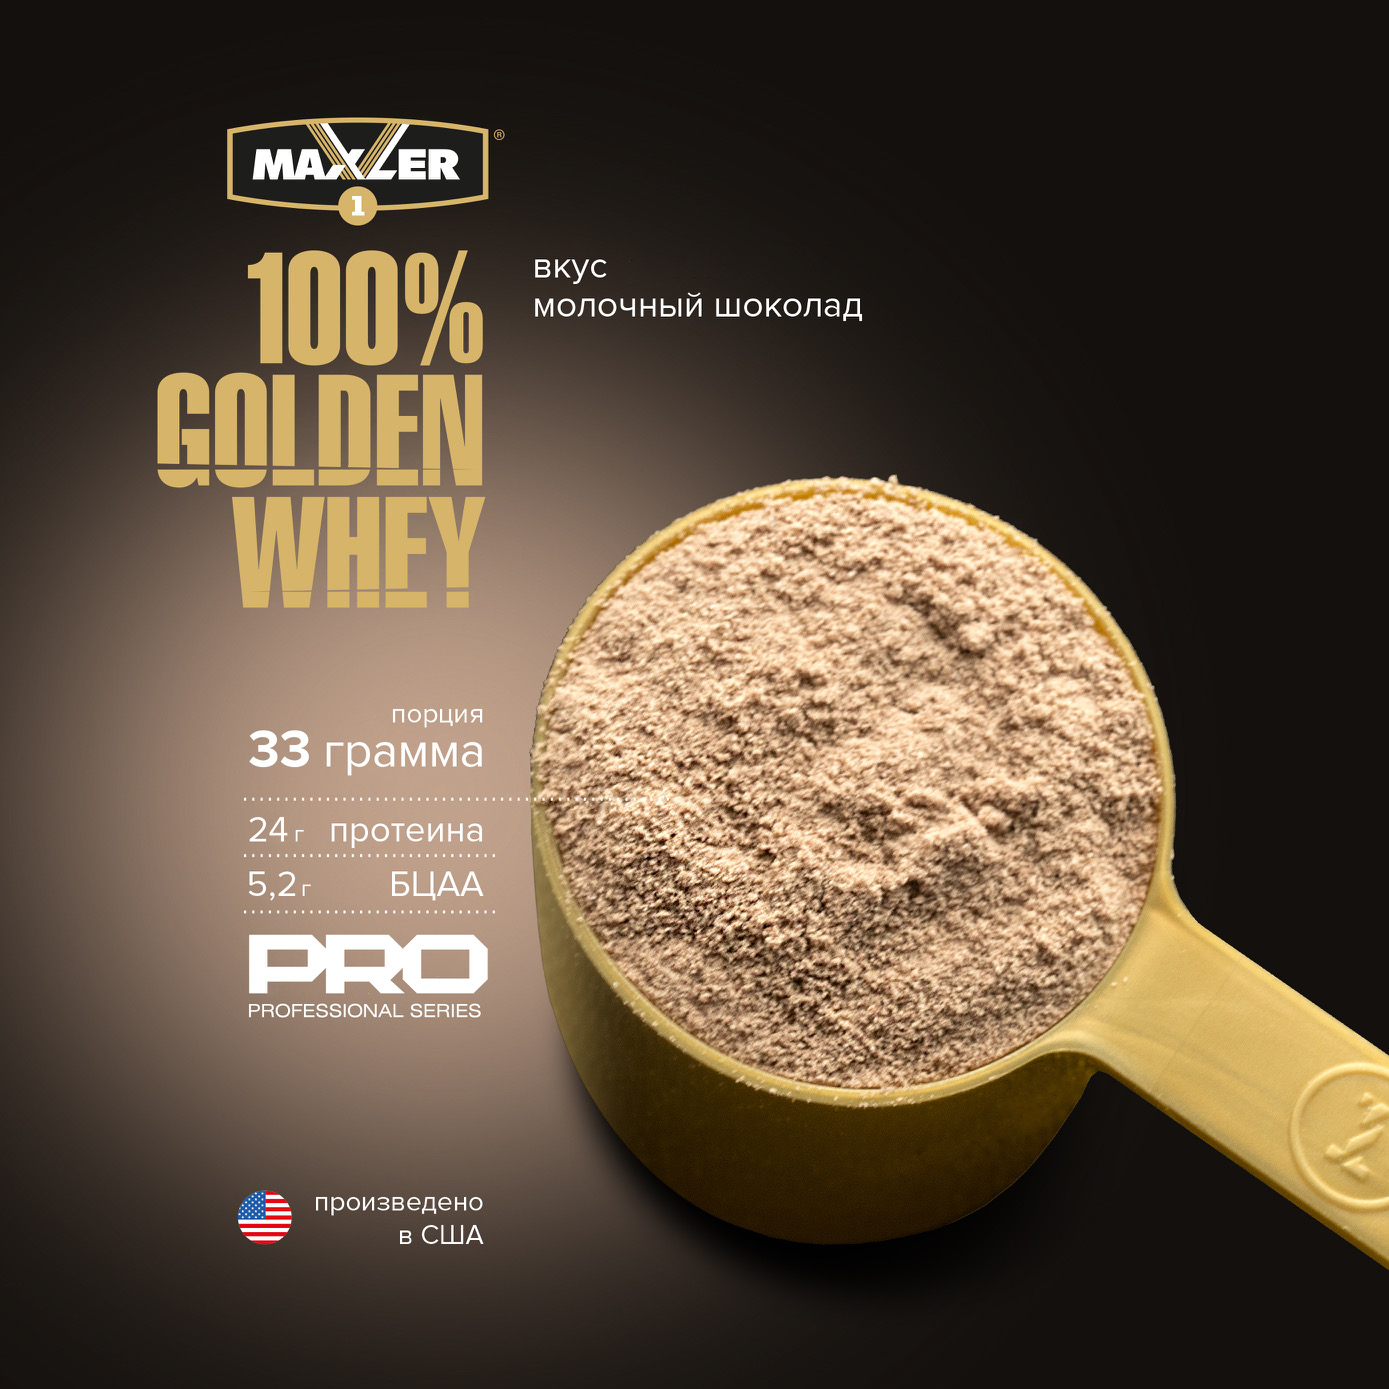 MAXLER
®
1
100%
GOLDEN
WHEY
вкус
молочный шоколад
порция
33 грамма
24 г протеина
5,2 г БЦАА
PRO
PROFESSIONAL SERIES
произведено
в США